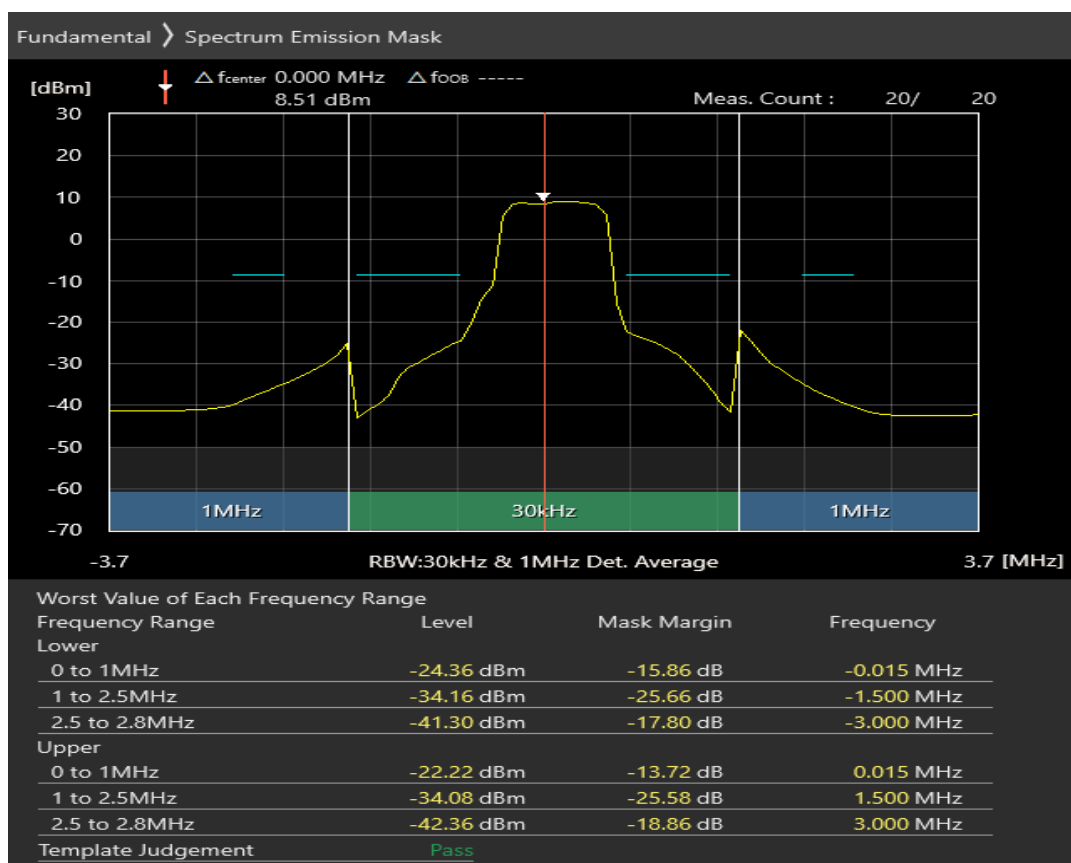 Fundamental 〉 Spectrum Emission Mask
[dBm] △ fcenter 0.000 MHz △ fOOB -----
8.51 dBm Meas. Count : 20/ 20
30
20
10
0
-10
-20
-30
-40
-50
-60
1MHz 30kHz 1MHz
-70
-3.7 RBW:30kHz & 1MHz Det. Average 3.7 [MHz]
Worst Value of Each Frequency Range
Frequency Range Level Mask Margin Frequency
Lower
0 to 1MHz -24.36 dBm -15.86 dB -0.015 MHz
1 to 2.5MHz -34.16 dBm -25.66 dB -1.500 MHz
2.5 to 2.8MHz -41.30 dBm -17.80 dB -3.000 MHz
Upper
0 to 1MHz -22.22 dBm -13.72 dB 0.015 MHz
1 to 2.5MHz -34.08 dBm -25.58 dB 1.500 MHz
2.5 to 2.8MHz -42.36 dBm -18.86 dB 3.000 MHz
Template Judgement Pass